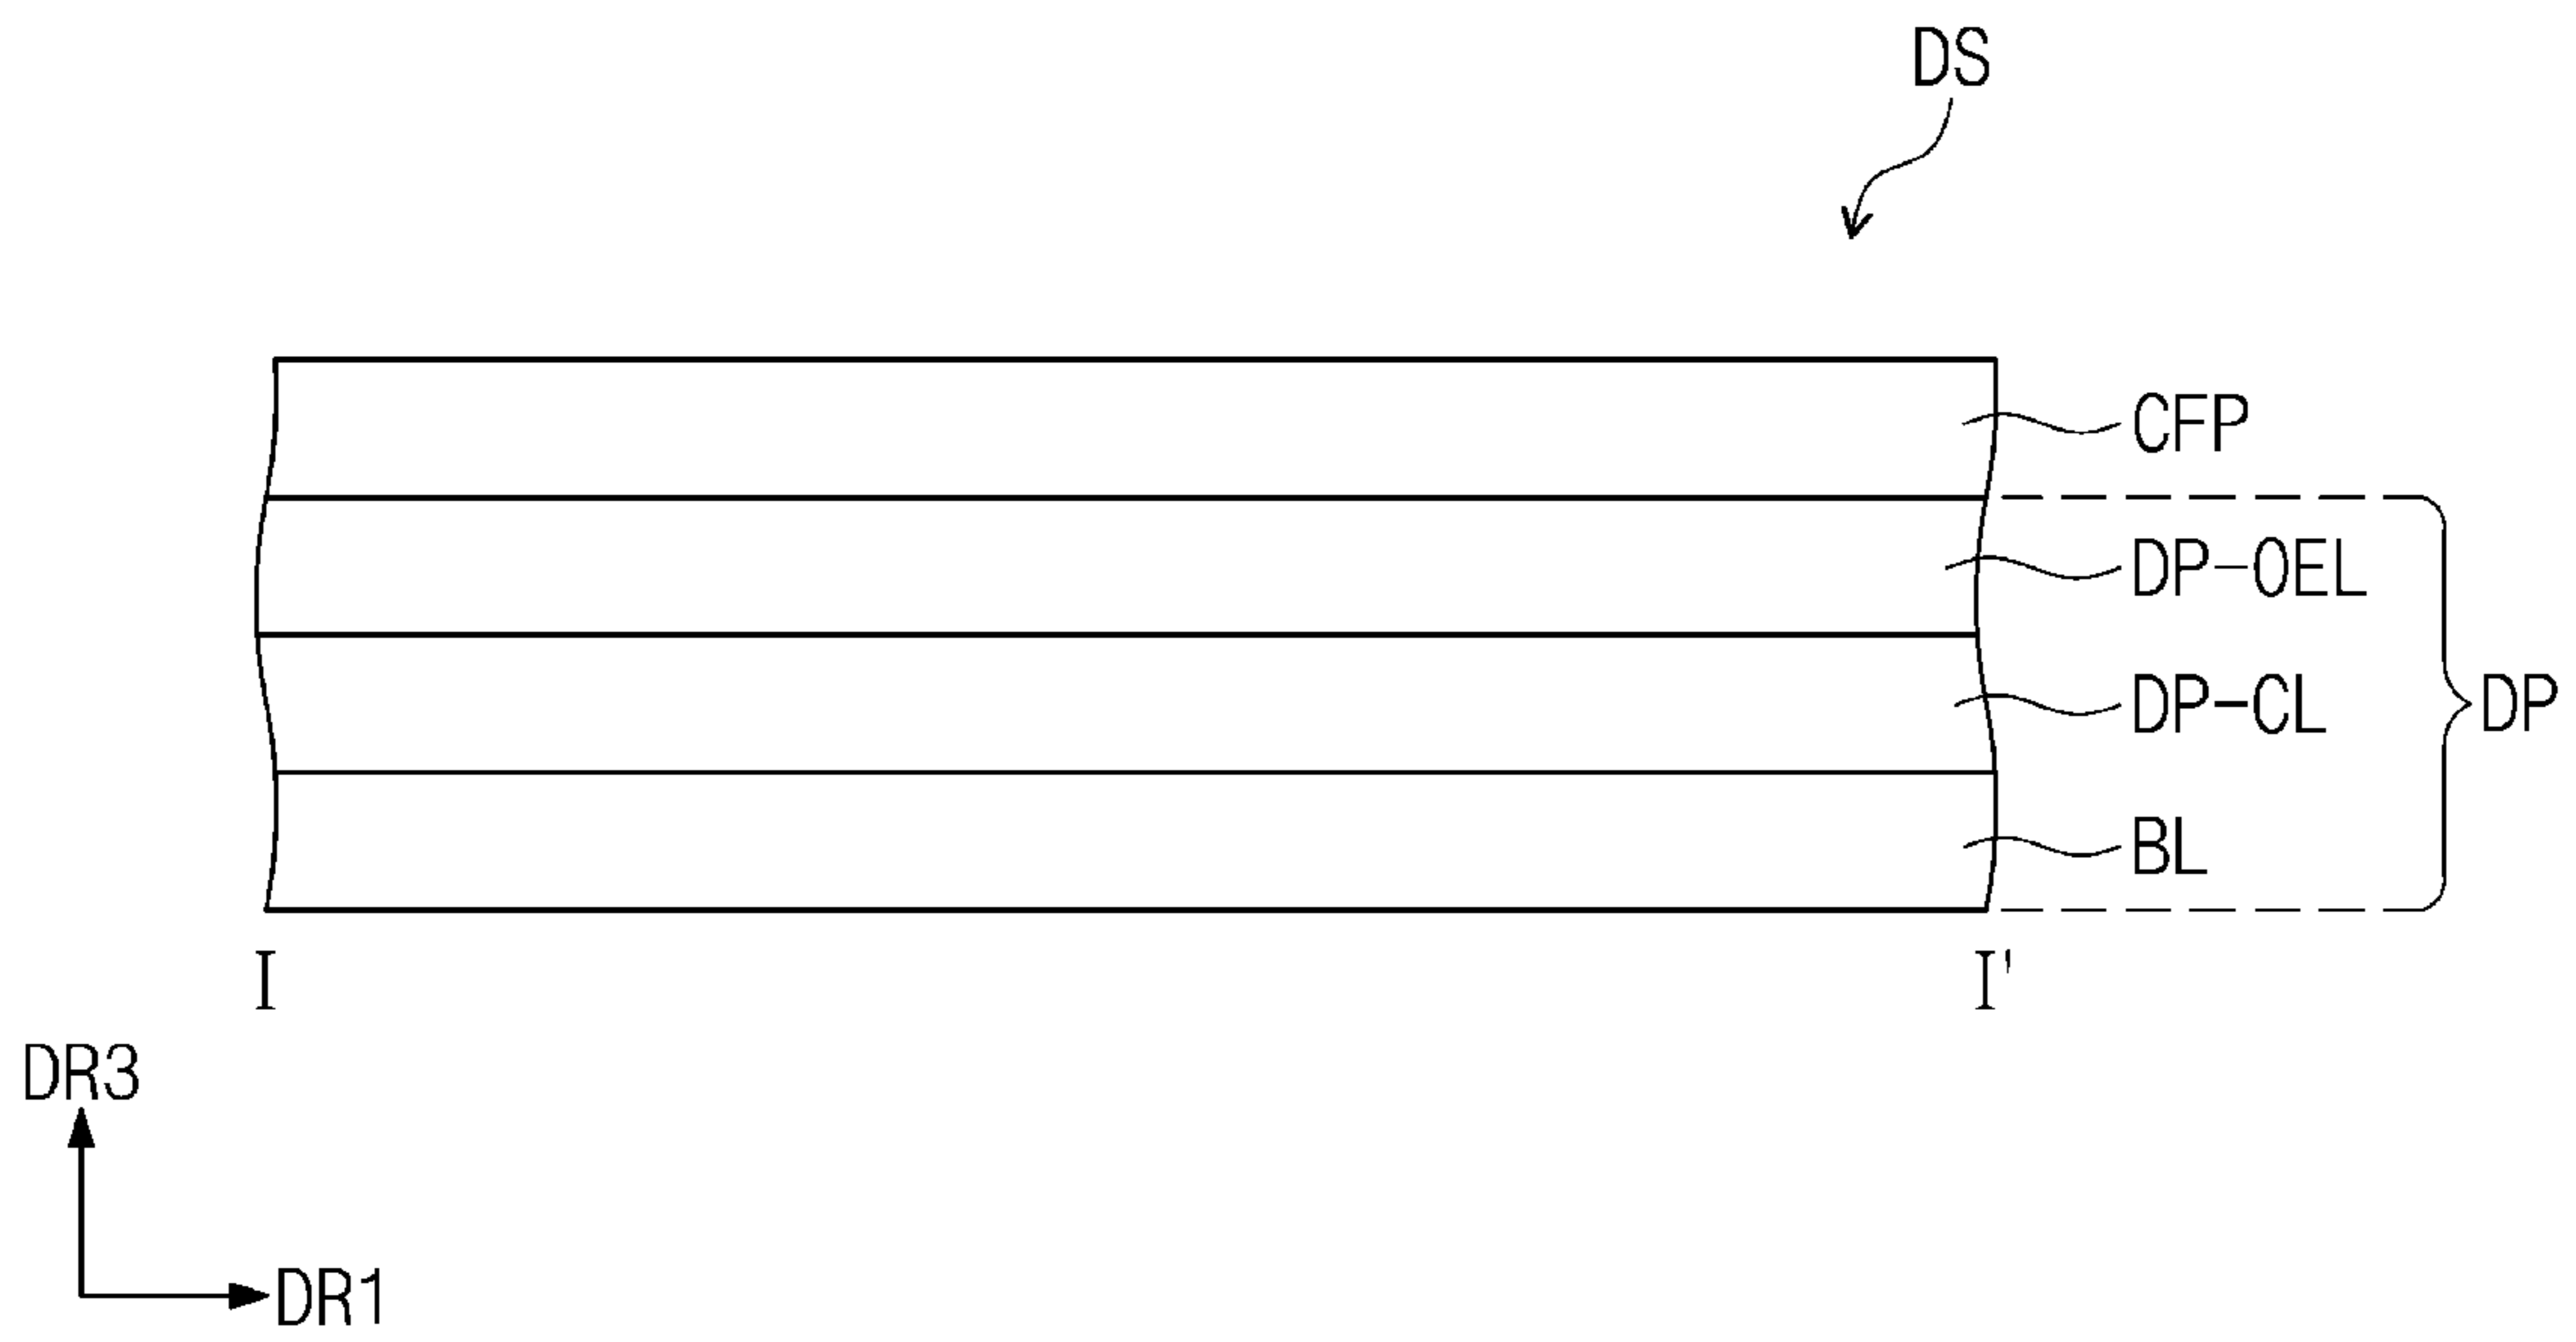 DS
CFP
DP-OEL
DP-CL
DP
BL
I I'
DR3
DR1